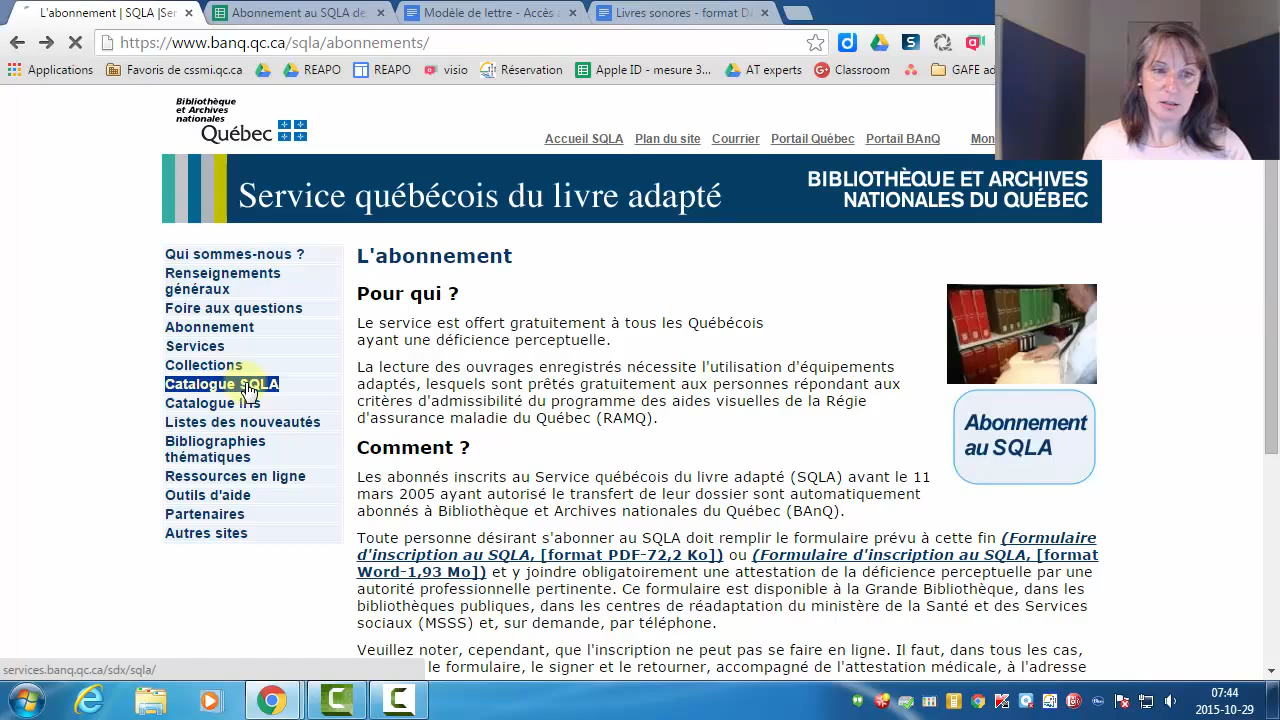 L'abonnement | SQLA |Ser
Abonnement au SQLA de
Modèle de lettre - Accès à
Livres sonores - format DA
https://www.banq.qc.ca/sqla/abonnements/
Applications
Favoris de cssmi.qc.ca
REAPO
REAPO
visio
Réservation
Apple ID - mesure 3...
AT experts
Classroom
GAFE ad
Bibliothèque
et Archives
nationales
Québec
Accueil SQLA
Plan du site
Courrier
Portail Québec
Portail BAnQ
Mon
Service québécois du livre adapté
BIBLIOTHÈQUE ET ARCHIVES
NATIONALES DU QUÉBEC
Qui sommes-nous ?
Renseignements
généraux
Foire aux questions
Abonnement
Services
Collections
Catalogue SQLA
Catalogue Iris
Listes des nouveautés
Bibliographies
thématiques
Ressources en ligne
Outils d'aide
Partenaires
Autres sites
L'abonnement
Pour qui ?
Le service est offert gratuitement à tous les Québécois
ayant une déficience perceptuelle.
La lecture des ouvrages enregistrés nécessite l'utilisation d'équipements
adaptés, lesquels sont prêtés gratuitement aux personnes répondant aux
critères d'admissibilité du programme des aides visuelles de la Régie
d'assurance maladie du Québec (RAMQ).
Abonnement
au SQLA
Comment ?
Les abonnés inscrits au Service québécois du livre adapté (SQLA) avant le 11
mars 2005 ayant autorisé le transfert de leur dossier sont automatiquement
abonnés à Bibliothèque et Archives nationales du Québec (BAnQ).
Toute personne désirant s'abonner au SQLA doit remplir le formulaire prévu à cette fin (Formulaire
d'inscription au SQLA, [format PDF-72,2 Ko]) ou (Formulaire d'inscription au SQLA, [format
Word-1,93 Mo]) et y joindre obligatoirement une attestation de la déficience perceptuelle par une
autorité professionnelle pertinente. Ce formulaire est disponible à la Grande Bibliothèque, dans les
bibliothèques publiques, dans les centres de réadaptation du ministère de la Santé et des Services
sociaux (MSSS) et, sur demande, par téléphone.
Veuillez noter, cependant, que l'inscription ne peut pas se faire en ligne. Il faut, dans tous les cas,
le formulaire, le signer et le retourner, accompagné de l'attestation médicale, à l'adresse
services.banq.qc.ca/sdx/sqla/
07:44
2015-10-29